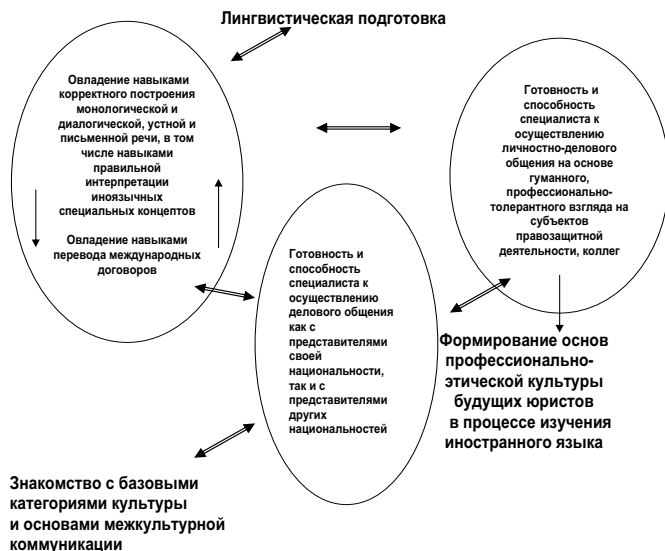 Лингвистическая подготовка
Овладение навыками
корректного построения
монологической и
диалогической, устной и
письменной речи, в том
числе навыками
правильной
интерпретации
иноязычных
специальных концептов
Овладение навыками
перевода международных
договоров
Готовность и
способность
специалиста к
осуществлению
личностно-делового
общения на основе
гуманного,
профессионально-
толерантного взгляда на
субъектов
правозащитной
деятельности, коллег
Готовность и
способность
специалиста к
осуществлению
делового общения
как с
представителями
своей
национальности,
так и с
представителями
других
национальностей
Формирование основ
профессионально-
этической культуры
будущих юристов
в процессе изучения
иностранного языка
Знакомство с базовыми
категориями культуры
и основами межкультурной
коммуникации